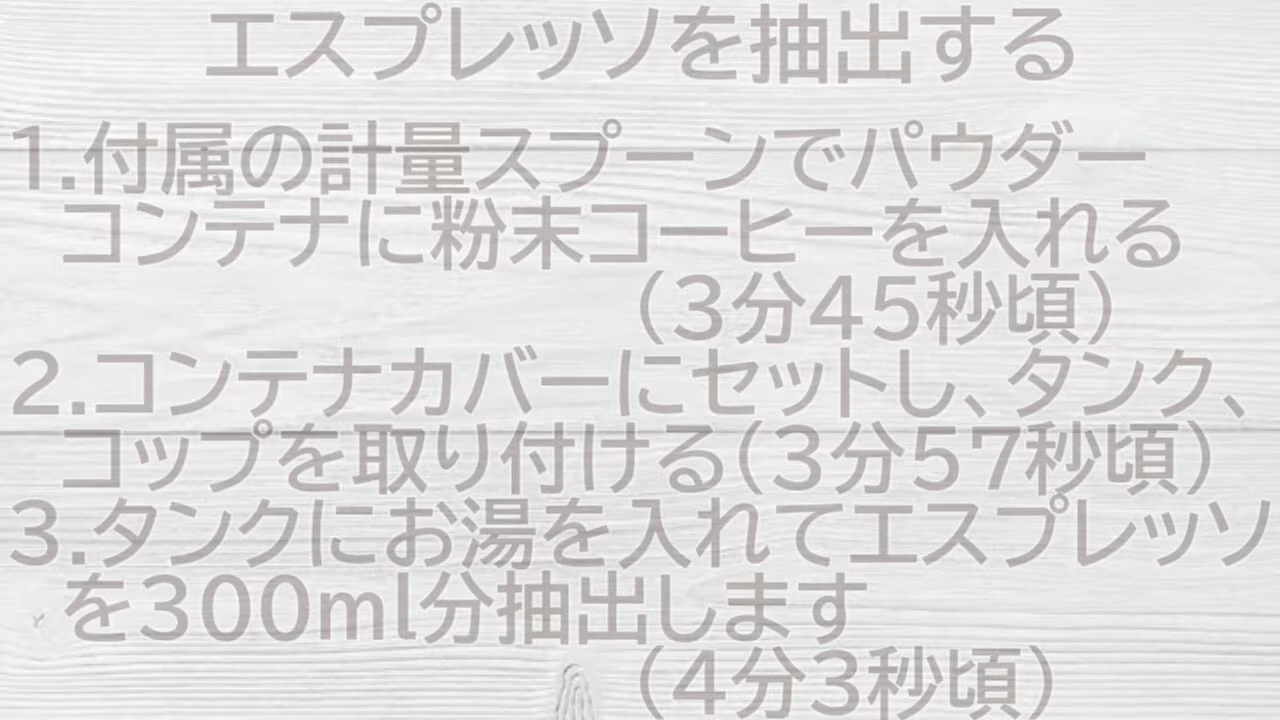 エスプレッソを抽出する
1.付属の計量スプーンでパウダー
コンテナに粉末コーヒーを入れる
（3分45秒頃）
2.コンテナカバーにセットし、タンク、
コップを取り付ける（3分57秒頃）
3.タンクにお湯を入れてエスプレッソ
を300ml分抽出します
（4分3秒頃）